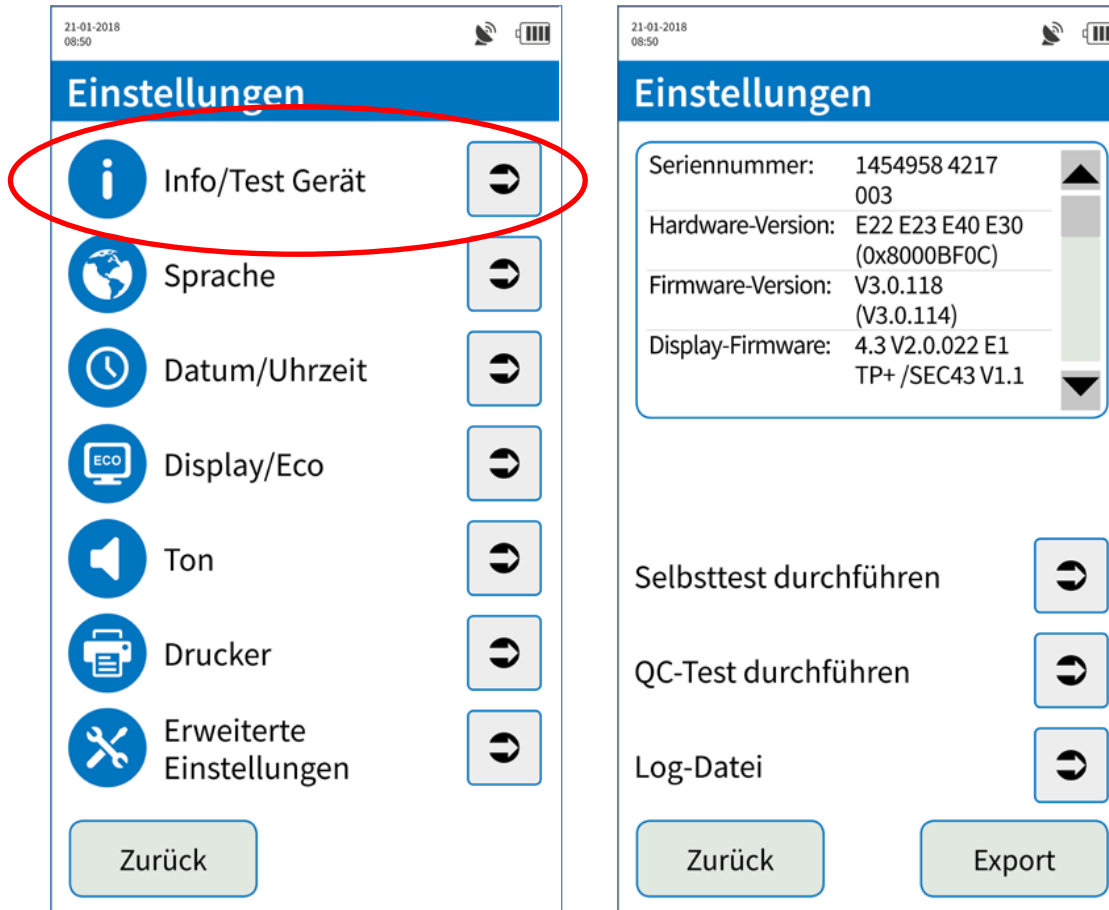 21-01-2018
08:50
Einstellungen
Info/Test Gerät
Sprache
Datum/Uhrzeit
ECO
Display/Eco
Ton
Drucker
Erweiterte
Einstellungen
Zurück
21-01-2018
08:50
Einstellungen
Seriennummer: 1454958 4217
003
Hardware-Version: E22 E23 E40 E30
(0x8000BF0C)
Firmware-Version: V3.0.118
(V3.0.114)
Display-Firmware: 4.3 V2.0.022 E1
TP+ /SEC43 V1.1
Selbsttest durchführen
QC-Test durchführen
Log-Datei
Zurück
Export